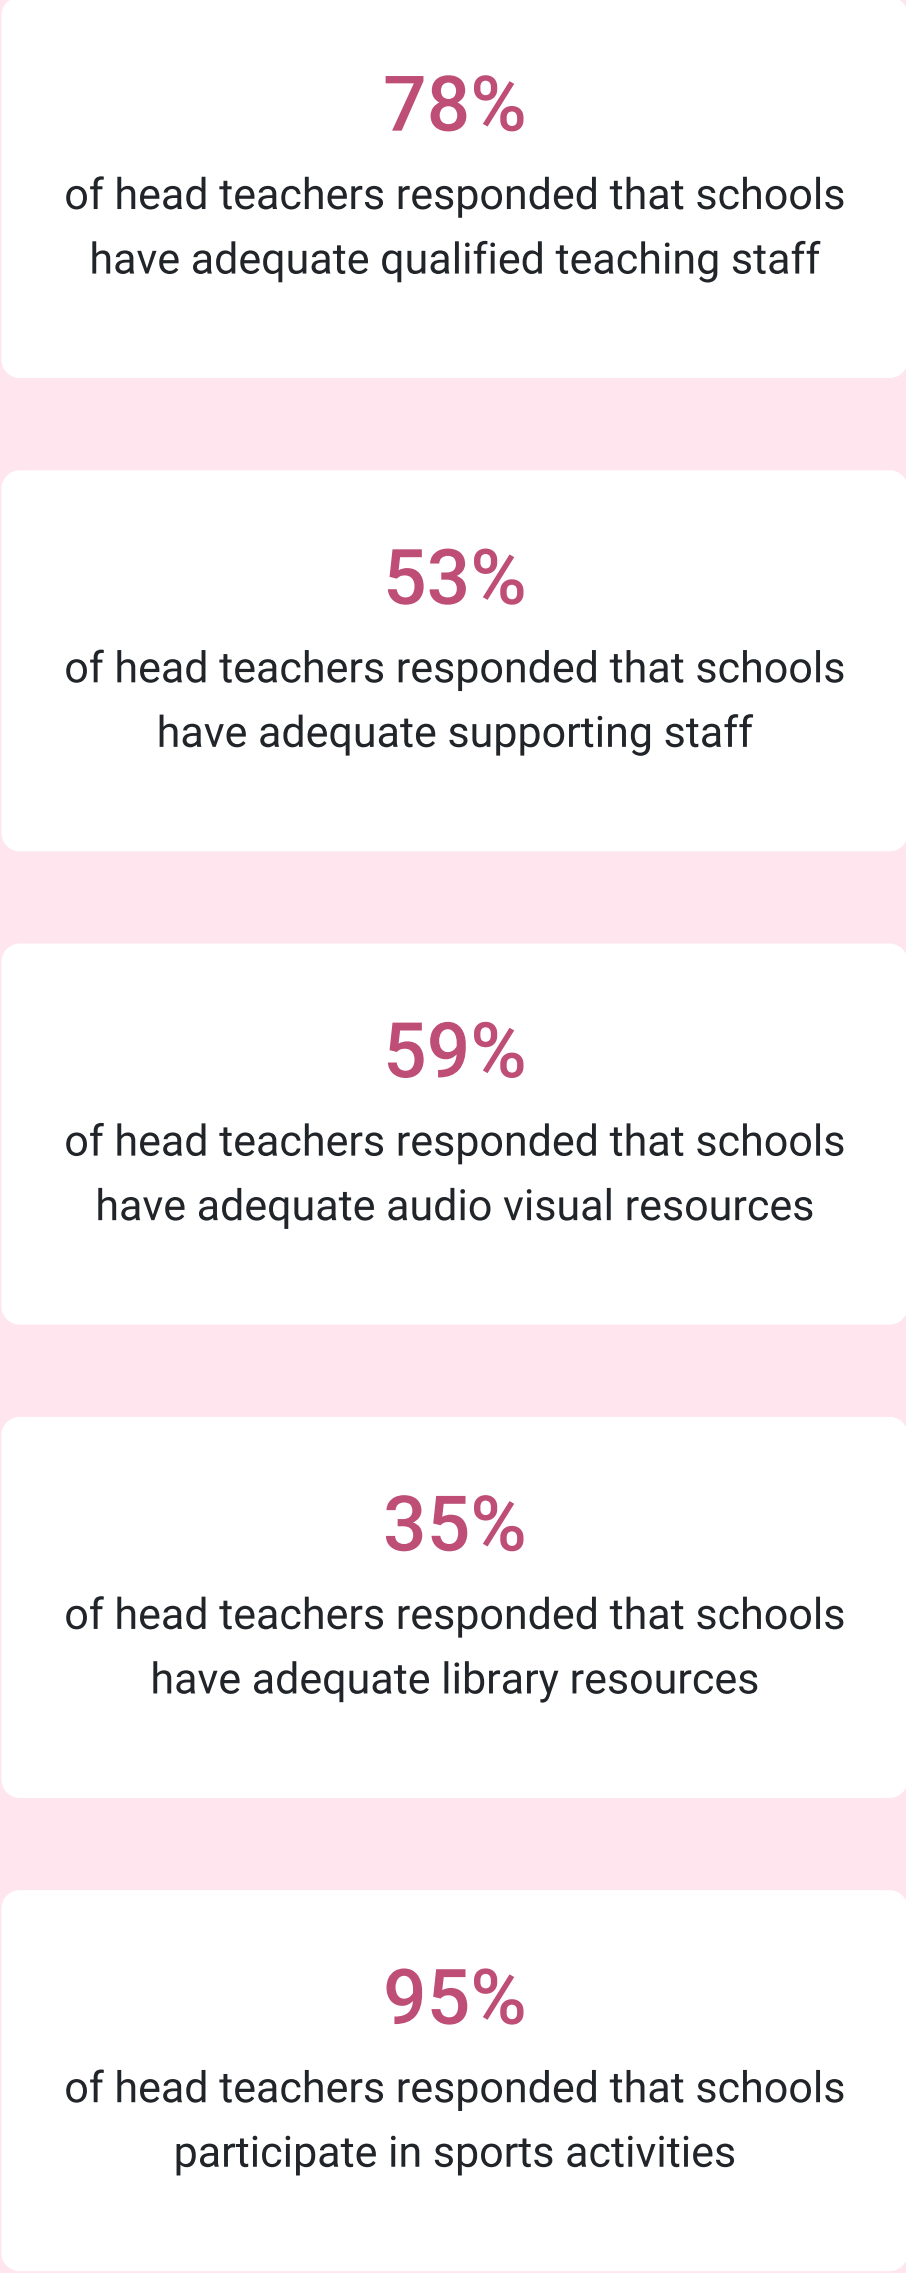 78%
of head teachers responded that schools
have adequate qualified teaching staff
53%
of head teachers responded that schools
have adequate supporting staff
59%
of head teachers responded that schools
have adequate audio visual resources
35%
of head teachers responded that schools
have adequate library resources
95%
of head teachers responded that schools
participate in sports activities